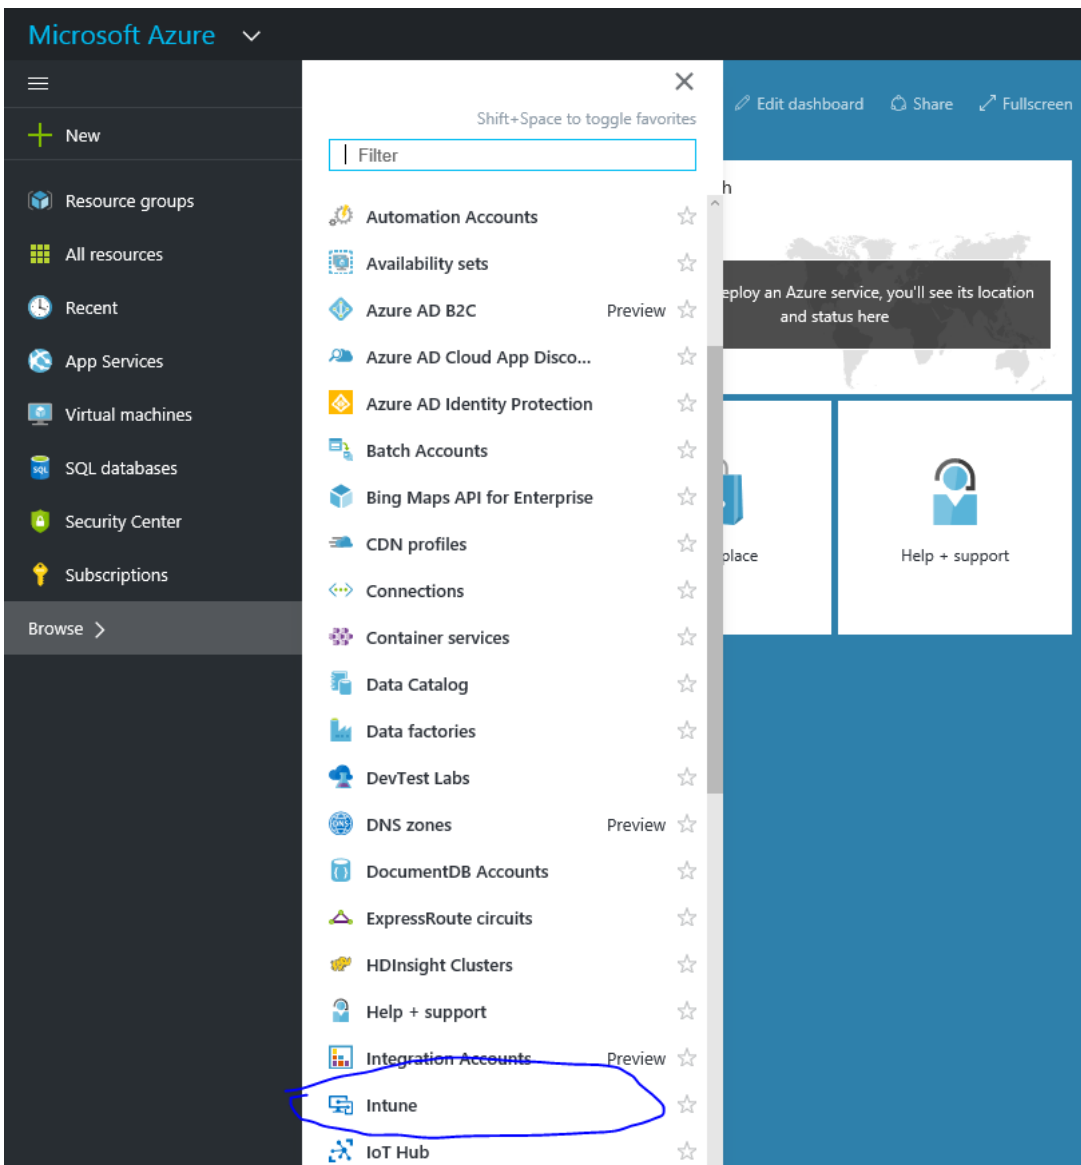 Microsoft Azure
New
Resource groups
All resources
Recent
App Services
Virtual machines
SQL databases
Security Center
Subscriptions
Browse
Shift+Space to toggle favorites
Filter
Automation Accounts
Availability sets
Azure AD B2C Preview
Azure AD Cloud App Disco...
Azure AD Identity Protection
Batch Accounts
Bing Maps API for Enterprise
CDN profiles
Connections
Container services
Data Catalog
Data factories
DevTest Labs
DNS zones Preview
DocumentDB Accounts
ExpressRoute circuits
HDInsight Clusters
Help + support
Integration Accounts Preview
Intune
IoT Hub
Edit dashboard Share Fullscreen
h
eploy an Azure service, you'll see its location
and status here
place
Help + support